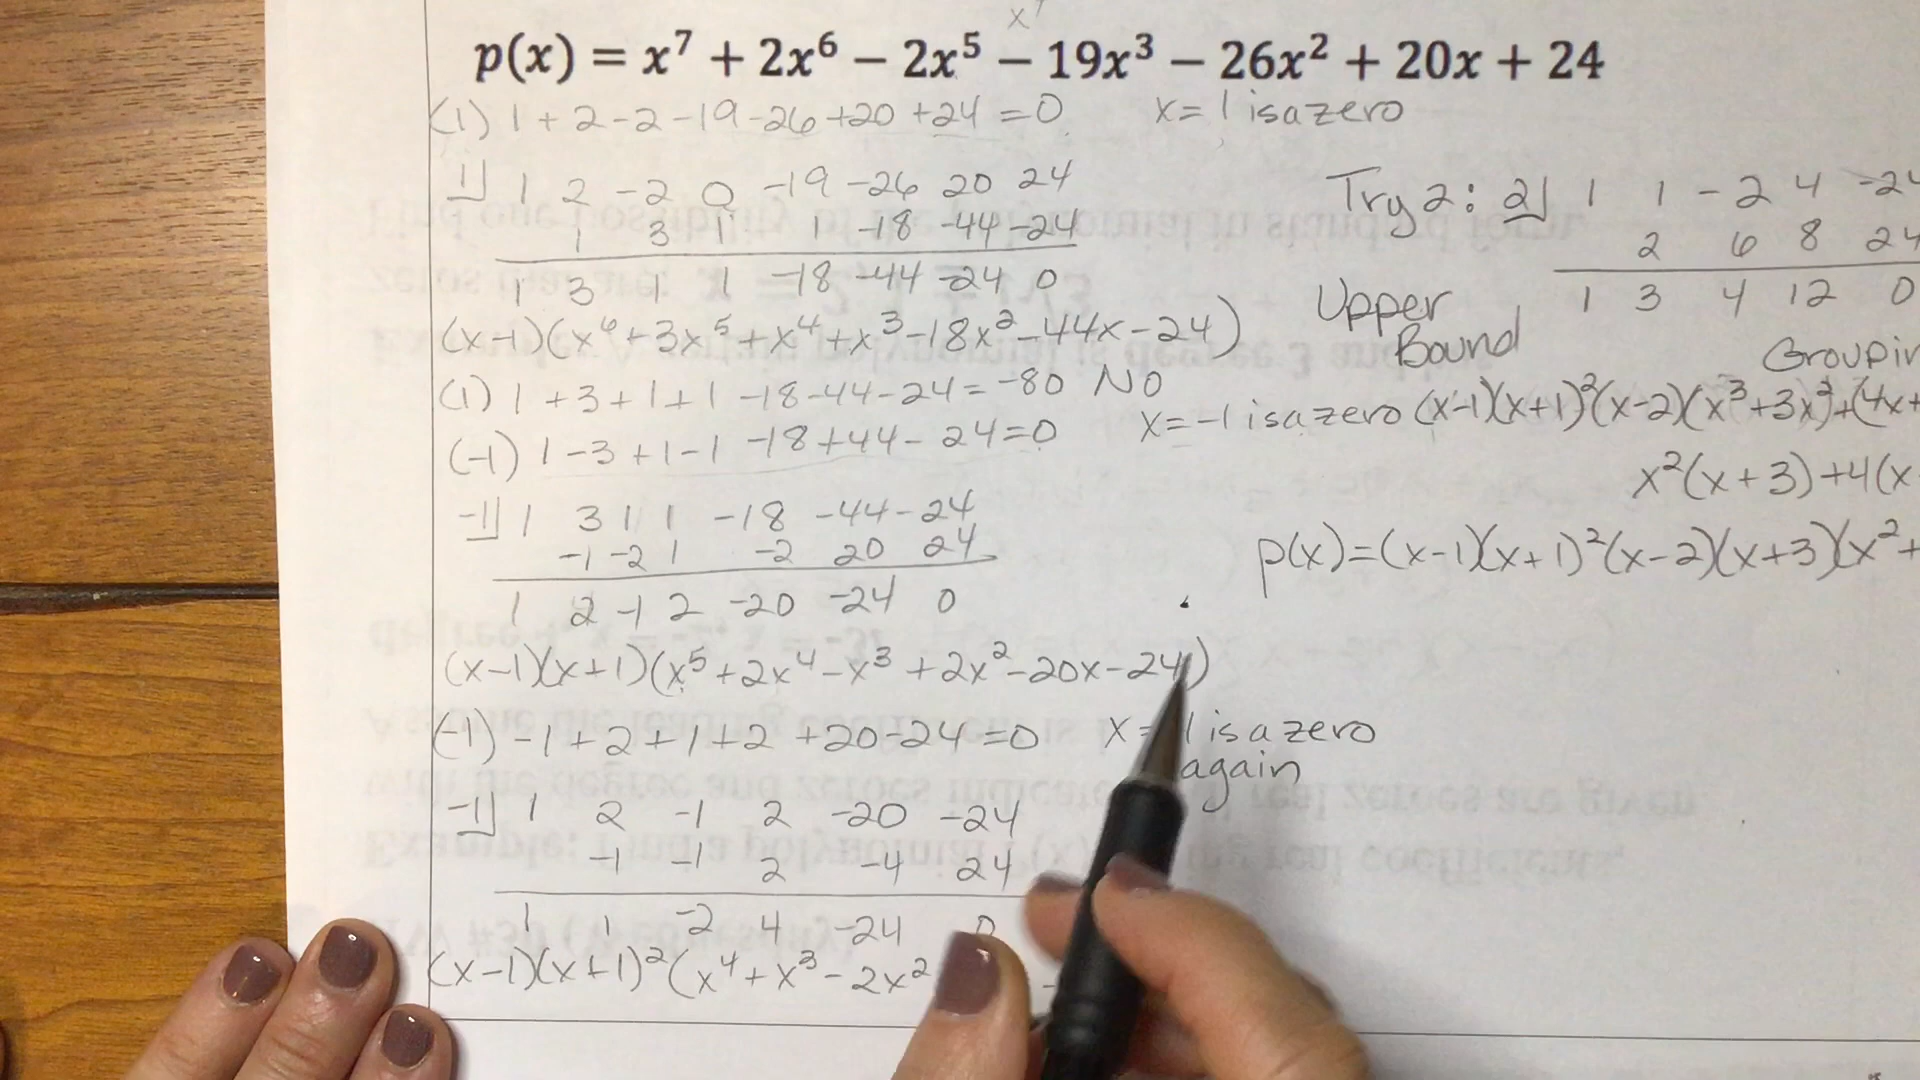 x⁷
p(x) = x⁷ + 2x⁶ − 2x⁵ − 19x³ − 26x² + 20x + 24
(1) 1 + 2 - 2 - 19 - 26 + 20 + 24 = 0 x = 1 is a zero
1| 1 2 -2 0 -19 -26 20 24
1 3 1 1 -18 -44 -24
1 3 1 1 -18 -44 -24 0
(x-1)(x⁶+3x⁵+x⁴+x³-18x²-44x-24)
(1) 1 + 3 + 1 + 1 - 18 - 44 - 24 = -80 NO
(-1) 1 - 3 + 1 - 1 - 18 + 44 - 24 = 0 x = -1 is a zero
-1| 1 3 1 1 -18 -44 -24
-1 -2 1 -2 20 24
1 2 -1 2 -20 -24 0
(x-1)(x+1)(x⁵+2x⁴-x³+2x²-20x-24)
(-1) -1 + 2 + 1 + 2 + 20 - 24 = 0 x = 1 is a zero
again
-1| 1 2 -1 2 -20 -24
-1 -1 2 -4 24
1 1 -2 4 -24 0
(x-1)(x+1)²(x⁴+x³-2x²
Try 2: 2| 1 1 -2 4 -24
2 6 8 24
1 3 4 12 0
Upper
Bound
(x-1)(x+1)²(x-2)(x³+3x²)+(4x+
x²(x+3)+4(x
p(x)=(x-1)(x+1)²(x-2)(x+3)(x²+